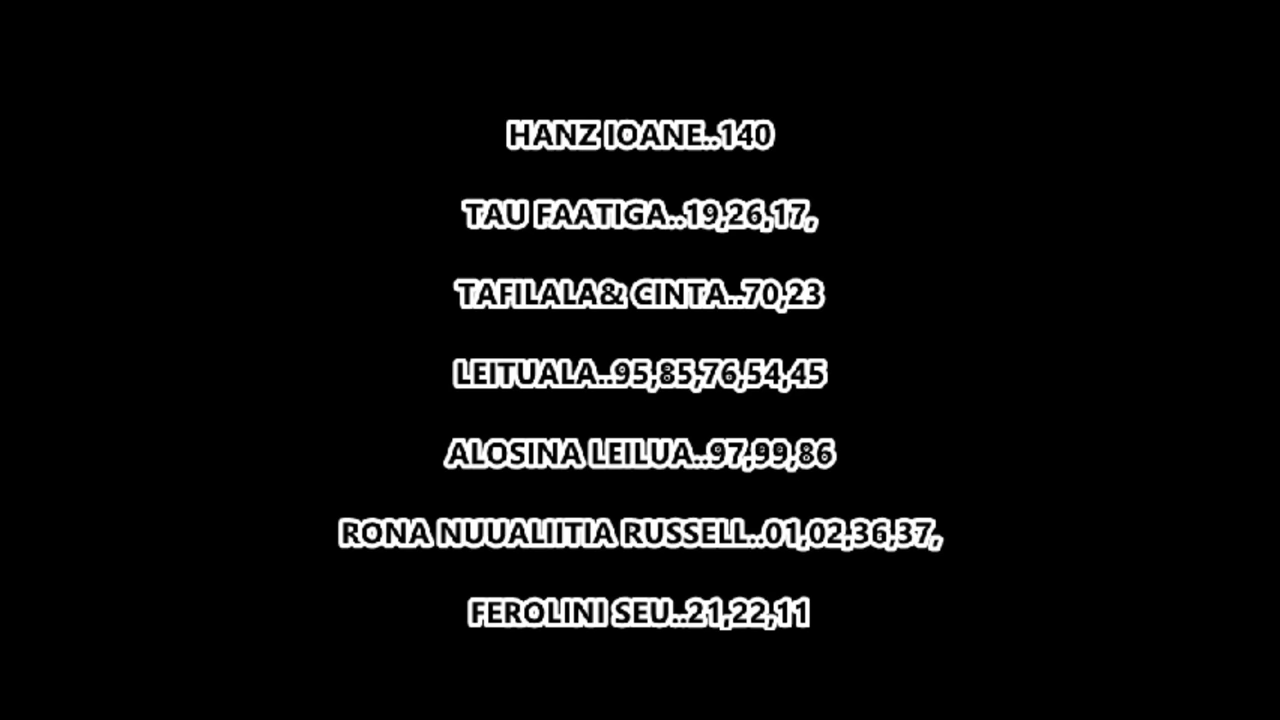 HANZ IOANE..140
TAU FAATIGA..19,26,17,
TAFILALA& CINTA..70,23
LEITUALA..95,85,76,54,45
ALOSINA LEILUA..97,99,86
RONA NUUALIITIA RUSSELL..01,02,36,37,
FEROLINI SEU..21,22,11